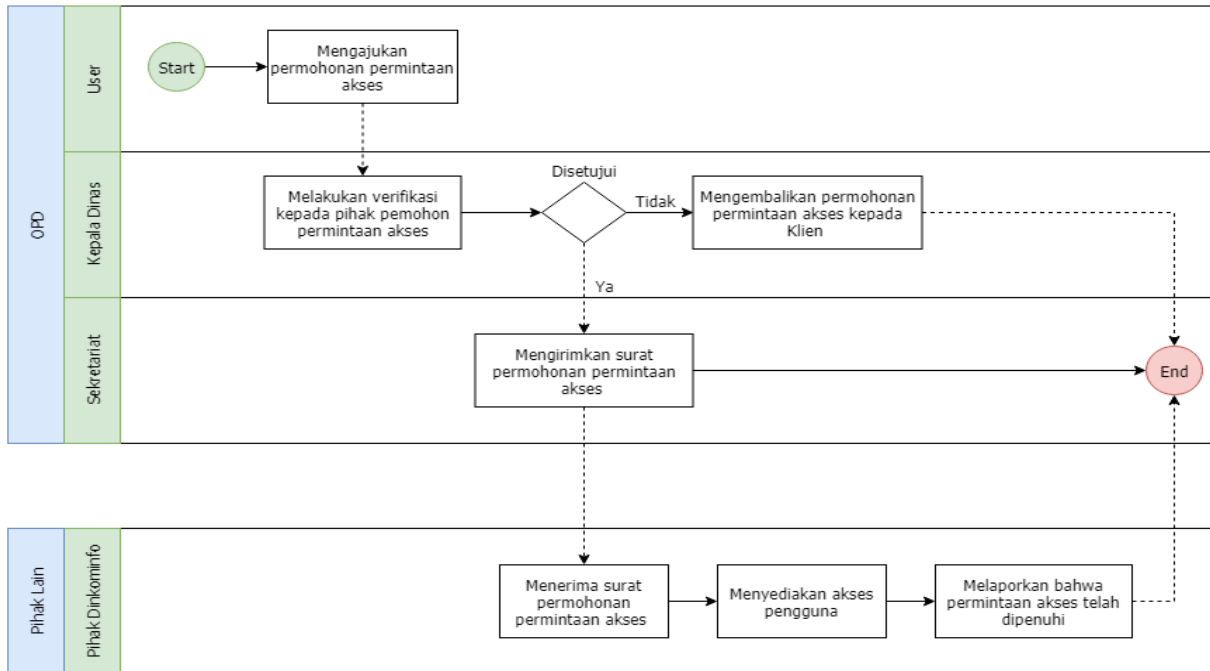 OPD
User
Start
Mengajukan
permohonan permintaan
akses
Kepala Dinas
Melakukan verifikasi
kepada pihak pemohon
permintaan akses
Disetujui
Tidak
Mengembalikan permohonan
permintaan akses kepada
Klien
Ya
Sekretariat
Mengirimkan surat
permohonan permintaan
akses
End
Pihak Lain
Pihak Dinkominfo
Menerima surat
permohonan
permintaan akses
Menyediakan akses
pengguna
Melaporkan bahwa
permintaan akses telah
dipenuhi